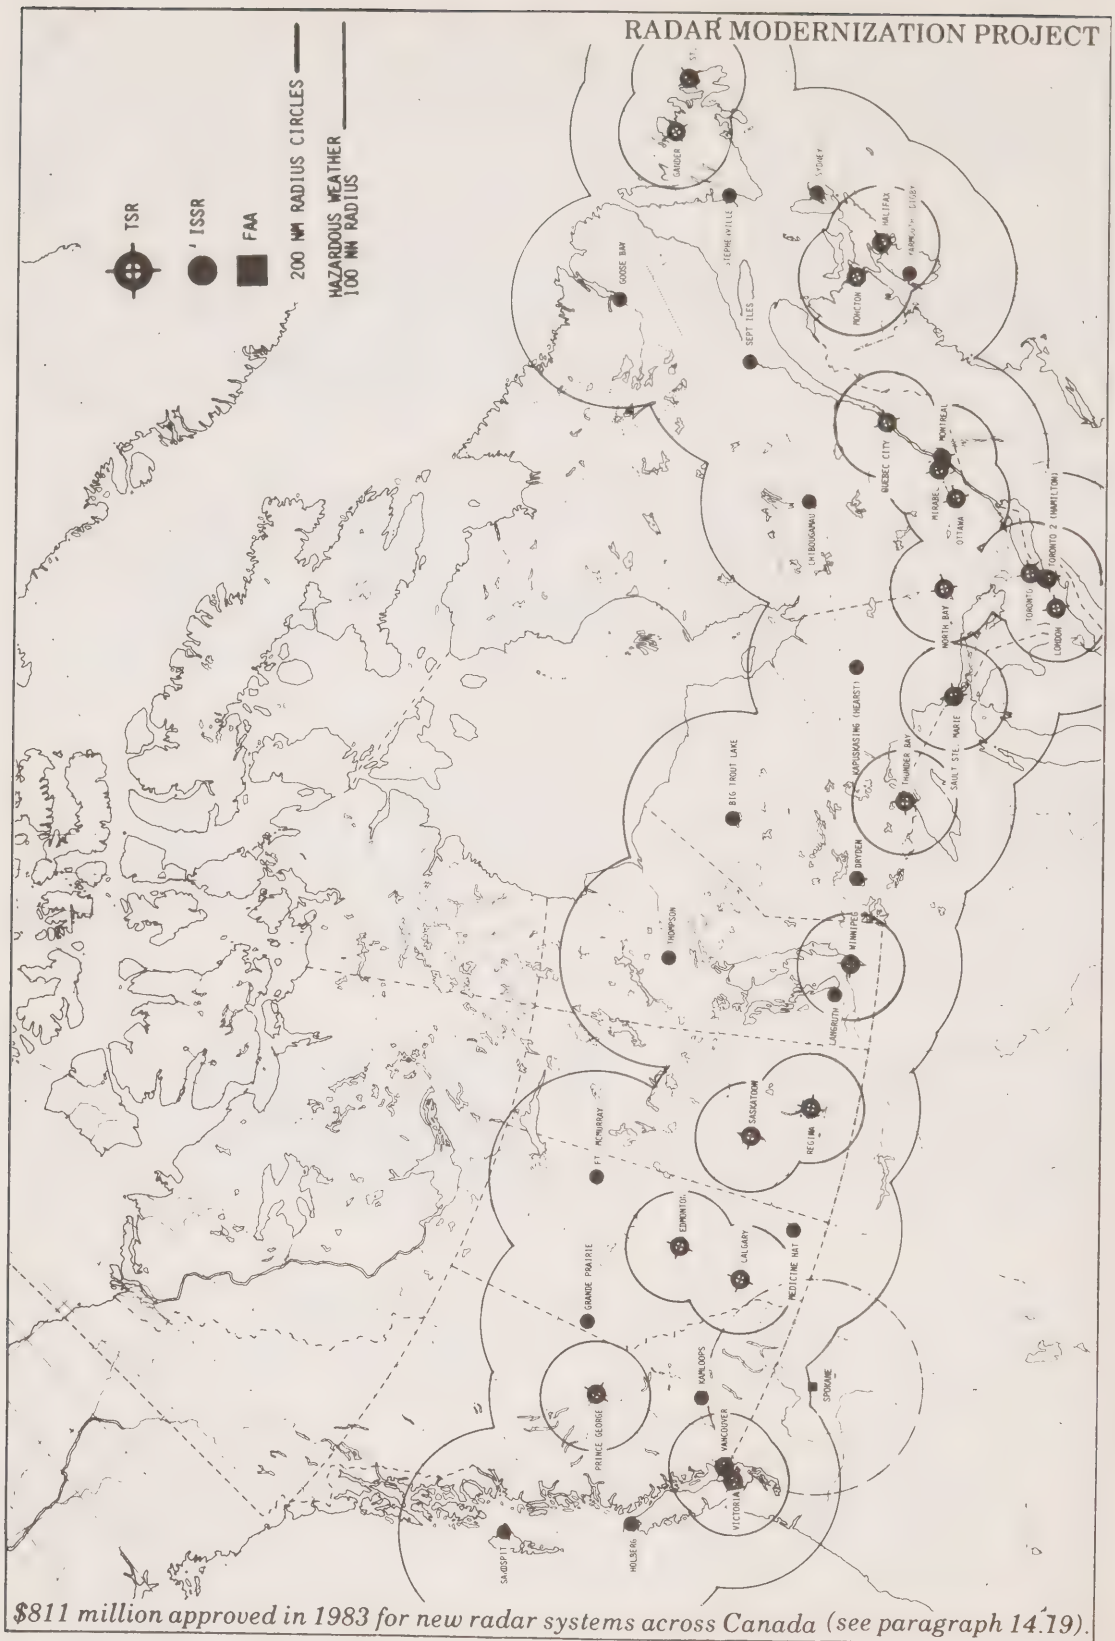 RADAR MODERNIZATION PROJECT
TSR
ISSR
FAA
200 NM RADIUS CIRCLES
HAZARDOUS WEATHER
100 NM RADIUS
ST.
GANDER
SYDNEY
GOOSE BAY
HALIFAX
MONCTON
SEPT ILES
QUEBEC CITY
MONTREAL
MIRABEL
OTTAWA
CHIBOUGAMAU
TORONTO 2 (HAMILTON)
TORONTO
LONDON
NORTH BAY
KAPUSKASING (HEARST)
SAULT STE. MARIE
THUNDER BAY
BIG TROUT LAKE
DRYDEN
THOMPSON
WINNIPEG
LANGRUTH
SASKATOON
REGINA
FT MCMURRAY
EDMONTON
CALGARY
MEDICINE HAT
GRANDE PRAIRIE
KAMLOOPS
SPOKANE
PRINCE GEORGE
VANCOUVER
VICTORIA
SANDSPIT
HOLBERG
$811 million approved in 1983 for new radar systems across Canada (see paragraph 14.19).